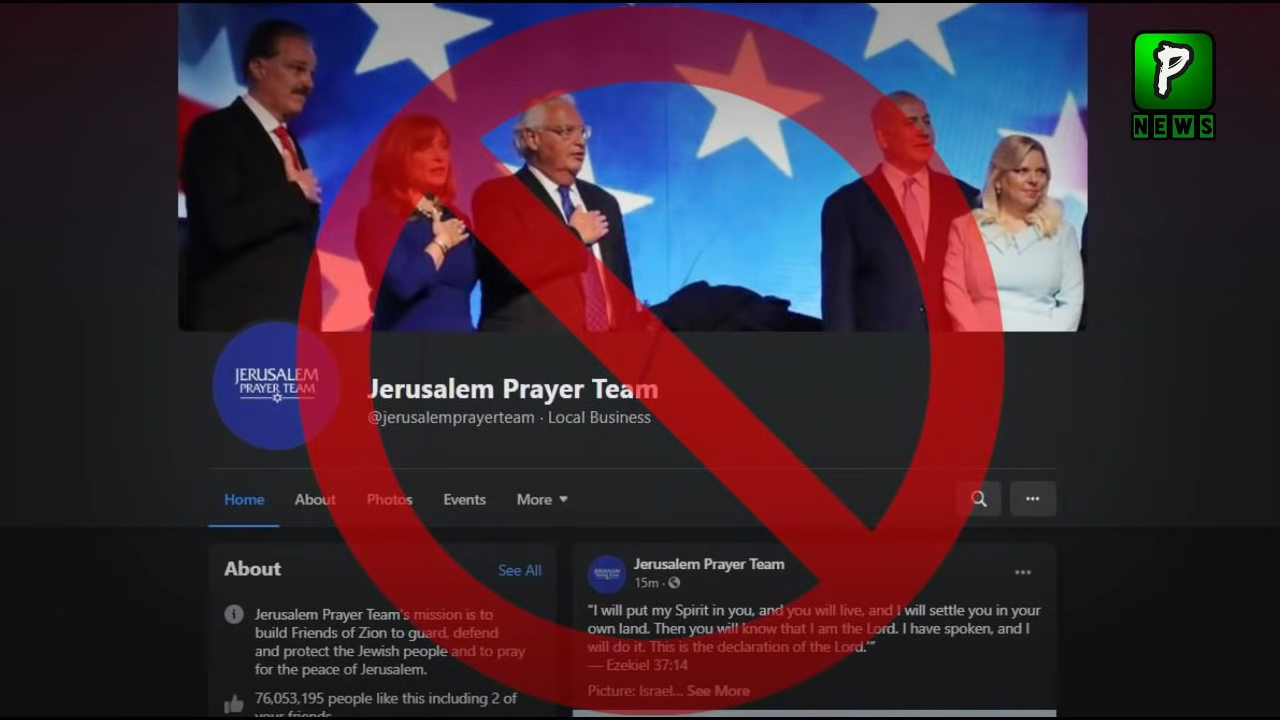 P
NEWS
JERUSALEM
PRAYER TEAM
Jerusalem Prayer Team
@jerusalemprayerteam · Local Business
Home About Photos Events More
About
See All
Jerusalem Prayer Team's mission is to
build Friends of Zion to guard, defend
and protect the Jewish people and to pray
for the peace of Jerusalem.
76,053,195 people like this including 2 of
your friends
JERUSALEM
PRAYER TEAM
Jerusalem Prayer Team
15m ·
“I will put my Spirit in you, and you will live, and I will settle you in your
own land. Then you will know that I am the Lord. I have spoken, and I
will do it. This is the declaration of the Lord.’”
— Ezekiel 37:14
Picture: Israel... See More